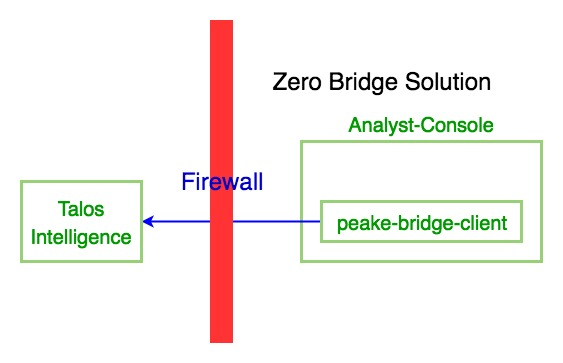 Zero Bridge Solution
Analyst-Console
Firewall
Talos
Intelligence
peake-bridge-client